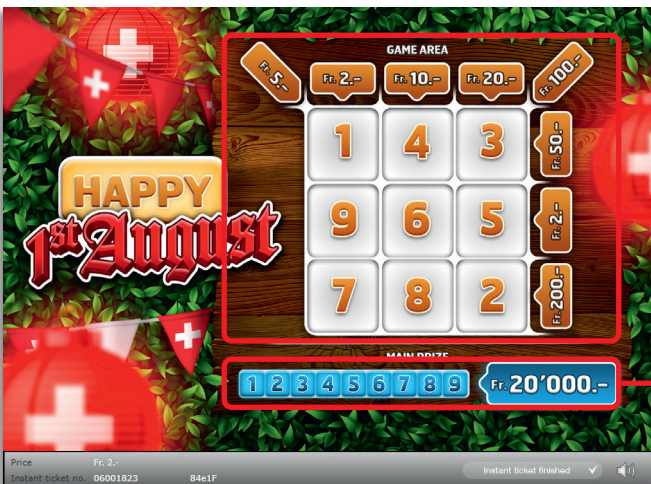 GAME AREA
Fr. 5.– Fr. 2.– Fr. 10.– Fr. 20.– Fr. 100.–
1 4 3 Fr. 50.–
HAPPY
1st August
9 6 5 Fr. 2.–
7 8 2 Fr. 200.–
MAIN PRIZE
1 2 3 4 5 6 7 8 9 Fr. 20'000.–
Price Fr. 2.-
Instant ticket finished
Instant ticket no. 06001823 84e1F